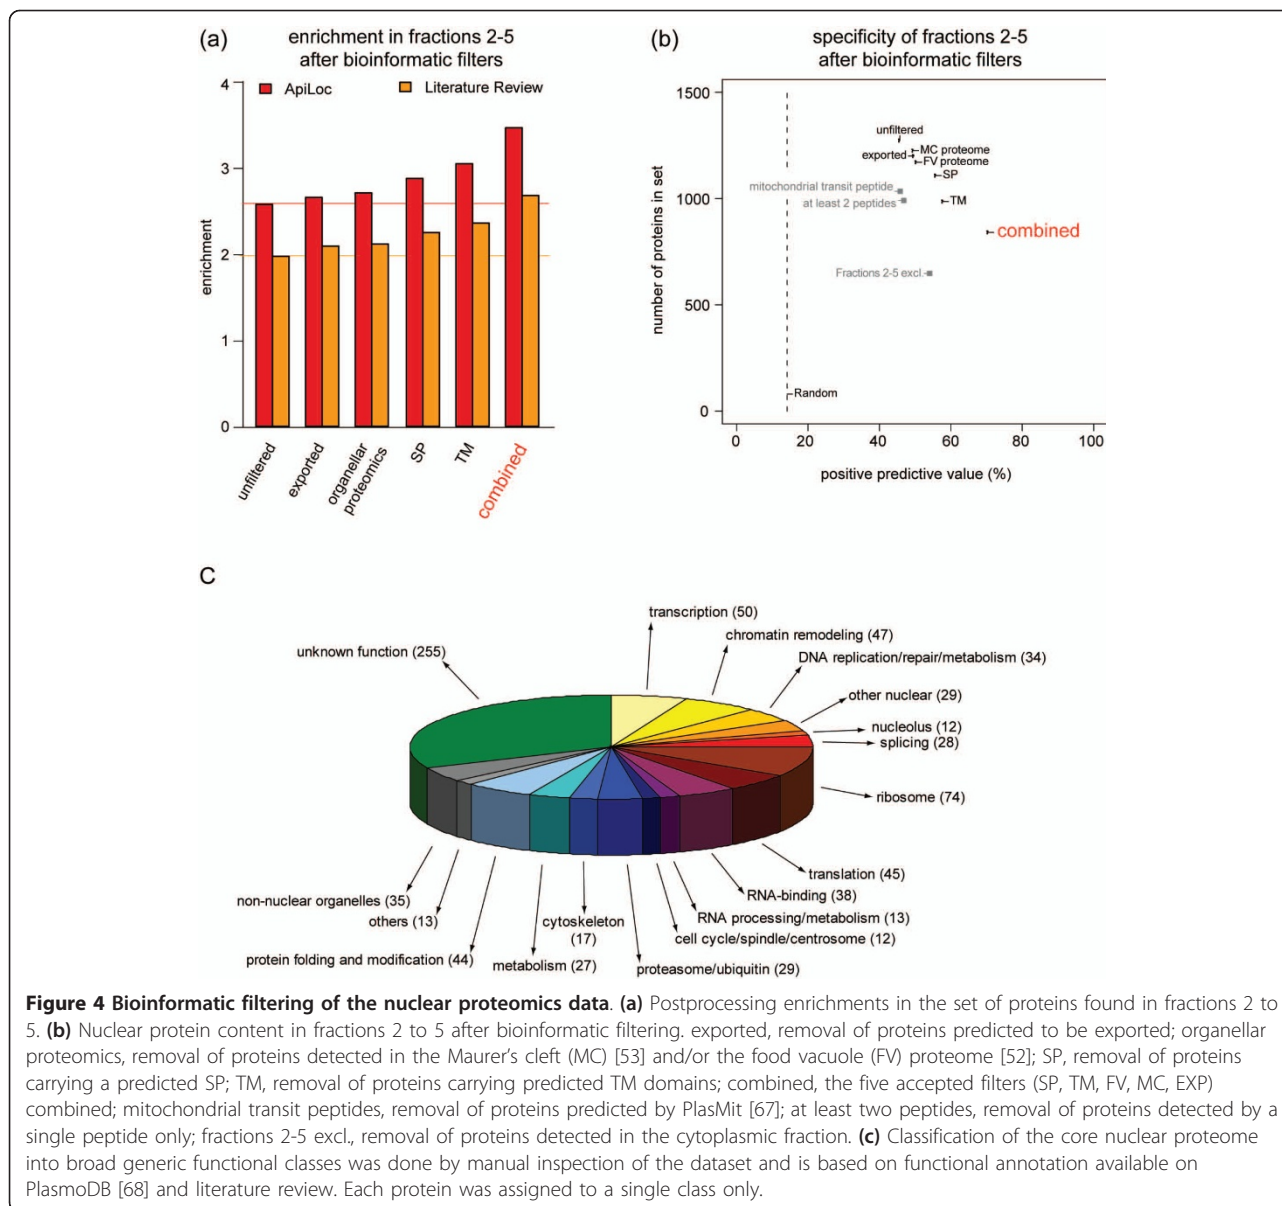 (a)
enrichment in fractions 2-5
after bioinformatic filters
ApiLoc
Literature Review
enrichment
4
3
2
1
0
unfiltered
exported
organellar
proteomics
SP
TM
combined
(b)
specificity of fractions 2-5
after bioinformatic filters
number of proteins in set
1500
1000
500
0
unfiltered
exported
MC proteome
FV proteome
SP
mitochondrial transit peptide
at least 2 peptides
TM
combined
Fractions 2-5 excl.
Random
0 20 40 60 80 100
positive predictive value (%)
C
transcription (50)
chromatin remodeling (47)
DNA replication/repair/metabolism (34)
other nuclear (29)
nucleolus (12)
splicing (28)
ribosome (74)
translation (45)
RNA-binding (38)
RNA processing/metabolism (13)
cell cycle/spindle/centrosome (12)
proteasome/ubiquitin (29)
cytoskeleton
(17)
metabolism (27)
protein folding and modification (44)
others (13)
non-nuclear organelles (35)
unknown function (255)
Figure 4 Bioinformatic filtering of the nuclear proteomics data. (a) Postprocessing enrichments in the set of proteins found in fractions 2 to
5. (b) Nuclear protein content in fractions 2 to 5 after bioinformatic filtering. exported, removal of proteins predicted to be exported; organellar
proteomics, removal of proteins detected in the Maurer's cleft (MC) [53] and/or the food vacuole (FV) proteome [52]; SP, removal of proteins
carrying a predicted SP; TM, removal of proteins carrying predicted TM domains; combined, the five accepted filters (SP, TM, FV, MC, EXP)
combined; mitochondrial transit peptides, removal of proteins predicted by PlasMit [67]; at least two peptides, removal of proteins detected by a
single peptide only; fractions 2-5 excl., removal of proteins detected in the cytoplasmic fraction. (c) Classification of the core nuclear proteome
into broad generic functional classes was done by manual inspection of the dataset and is based on functional annotation available on
PlasmoDB [68] and literature review. Each protein was assigned to a single class only.